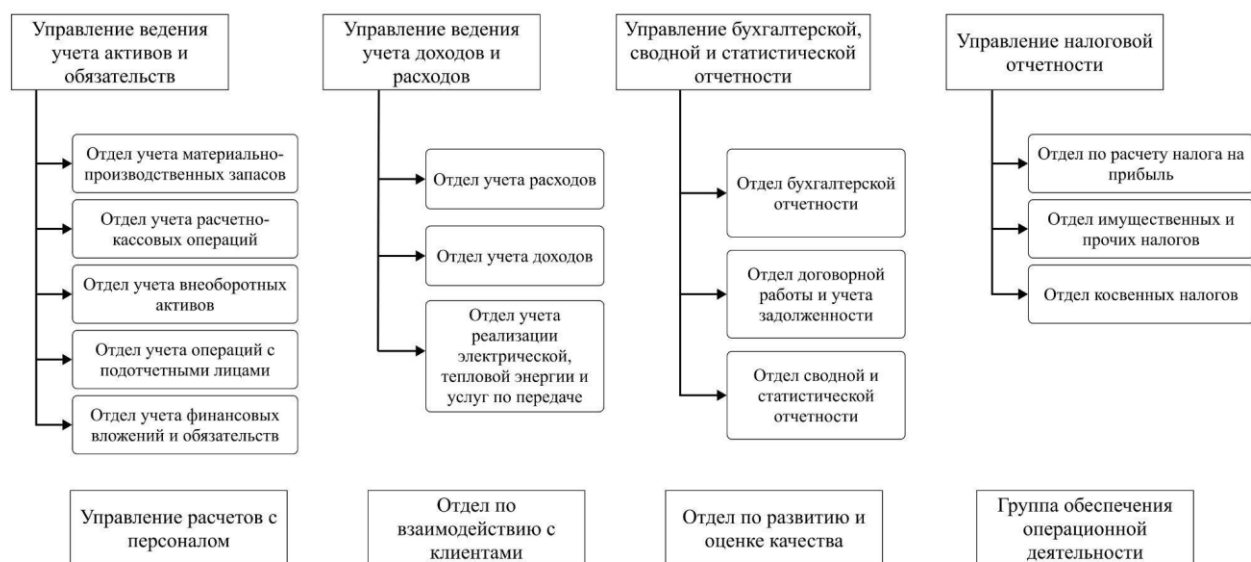 Управление ведения
учета активов и
обязательств
Отдел учета материально-
производственных запасов
Отдел учета расчетно-
кассовых операций
Отдел учета внеоборотных
активов
Отдел учета операций с
подотчетными лицами
Отдел учета финансовых
вложений и обязательств
Управление ведения
учета доходов и
расходов
Отдел учета расходов
Отдел учета доходов
Отдел учета
реализации
электрической,
тепловой энергии и
услуг по передаче
Управление бухгалтерской,
сводной и статистической
отчетности
Отдел бухгалтерской
отчетности
Отдел договорной
работы и учета
задолженности
Отдел сводной и
статистической
отчетности
Управление налоговой
отчетности
Отдел по расчету налога на
прибыль
Отдел имущественных и
прочих налогов
Отдел косвенных налогов
Управление расчетов с
персоналом
Отдел по
взаимодействию с
клиентами
Отдел по развитию и
оценке качества
Группа обеспечения
операционной
деятельности